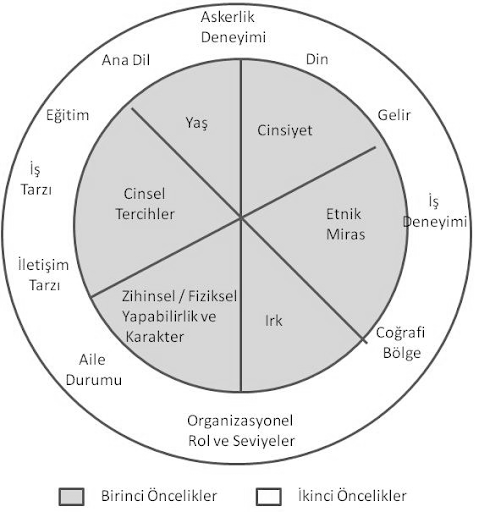 Askerlik
Deneyimi
Ana Dil
Din
Eğitim
Gelir
Yaş
Cinsiyet
İş
Tarzı
Cinsel
Tercihler
Etnik
Miras
İş
Deneyimi
İletişim
Tarzı
Zihinsel / Fiziksel
Yapabilirlik ve
Karakter
Irk
Coğrafi
Bölge
Aile
Durumu
Organizasyonel
Rol ve Seviyeler
Birinci Öncelikler
İkinci Öncelikler